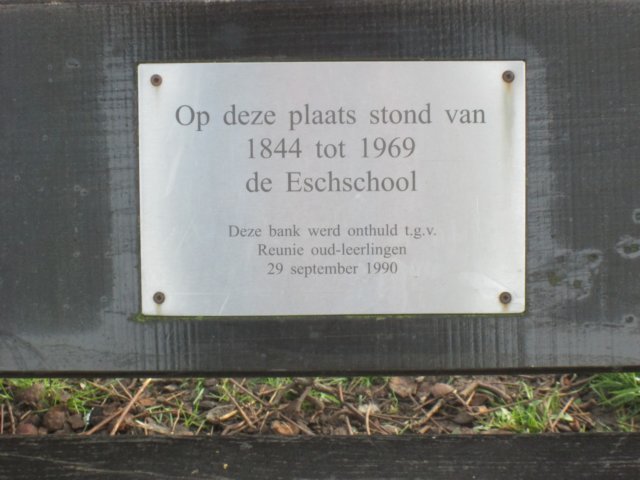 Op deze plaats stond van
1844 tot 1969
de Eschschool
Deze bank werd onthuld t.g.v.
Reunie oud-leerlingen
29 september 1990